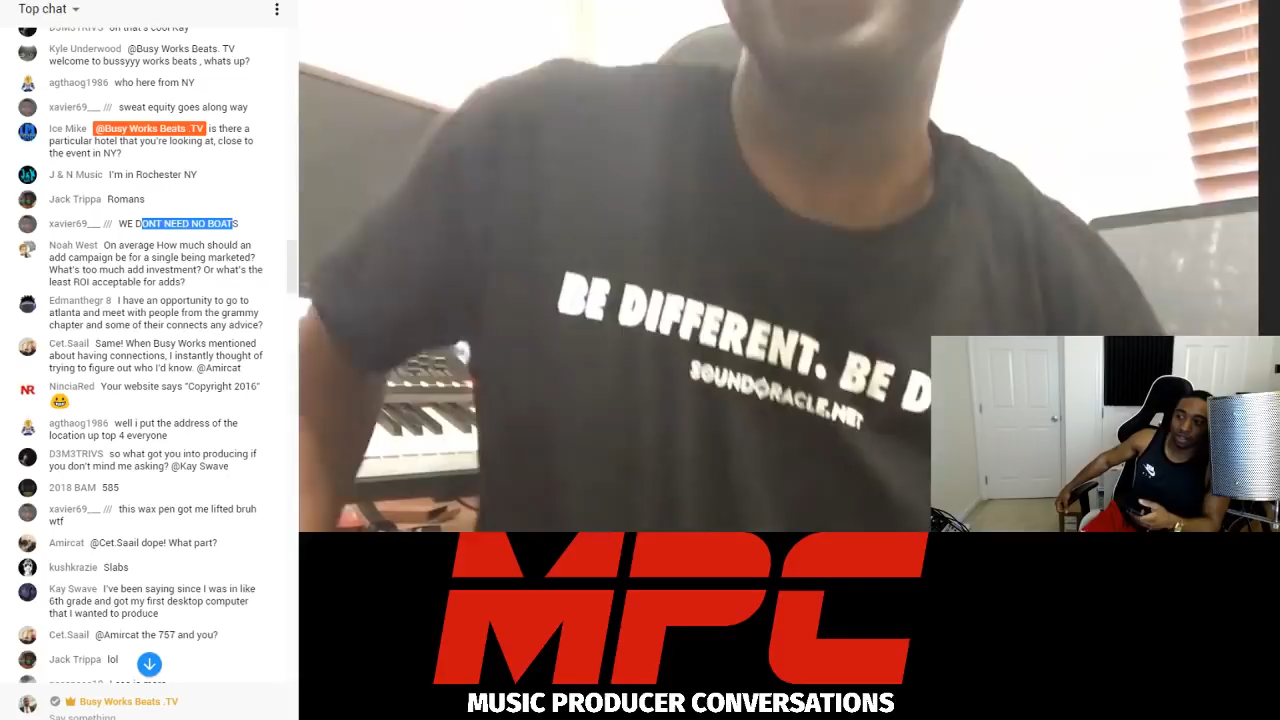 Top chat
D3M3TRIVS oh that's cool Kay
Kyle Underwood @Busy Works Beats. TV
welcome to bussyyy works beats , whats up?
agthaog1986 who here from NY
xavier69___ /// sweat equity goes along way
Ice Mike @Busy Works Beats .TV is there a
particular hotel that you're looking at, close to
the event in NY?
J & N Music I'm in Rochester NY
Jack Trippa Romans
xavier69___ /// WE DONT NEED NO BOATS
Noah West On average How much should an
add campaign be for a single being marketed?
What's too much add investment? Or what's the
least ROI acceptable for adds?
Edmanthegr 8 I have an opportunity to go to
atlanta and meet with people from the grammy
chapter and some of their connects any advice?
Cet.Saail Same! When Busy Works mentioned
about having connections, I instantly thought of
trying to figure out who I'd know. @Amircat
NR NinciaRed Your website says "Copyright 2016"
agthaog1986 well i put the address of the
location up top 4 everyone
D3M3TRIVS so what got you into producing if
you don't mind me asking? @Kay Swave
2018 BAM 585
xavier69___ /// this wax pen got me lifted bruh
wtf
Amircat @Cet.Saail dope! What part?
kushkrazie Slabs
Kay Swave I've been saying since I was in like
6th grade and got my first desktop computer
that I wanted to produce
Cet.Saail @Amircat the 757 and you?
Jack Trippa lol
Busy Works Beats .TV
Say something
BE DIFFERENT. BE D
SOUNDORACLE.NET
MPC
MUSIC PRODUCER CONVERSATIONS